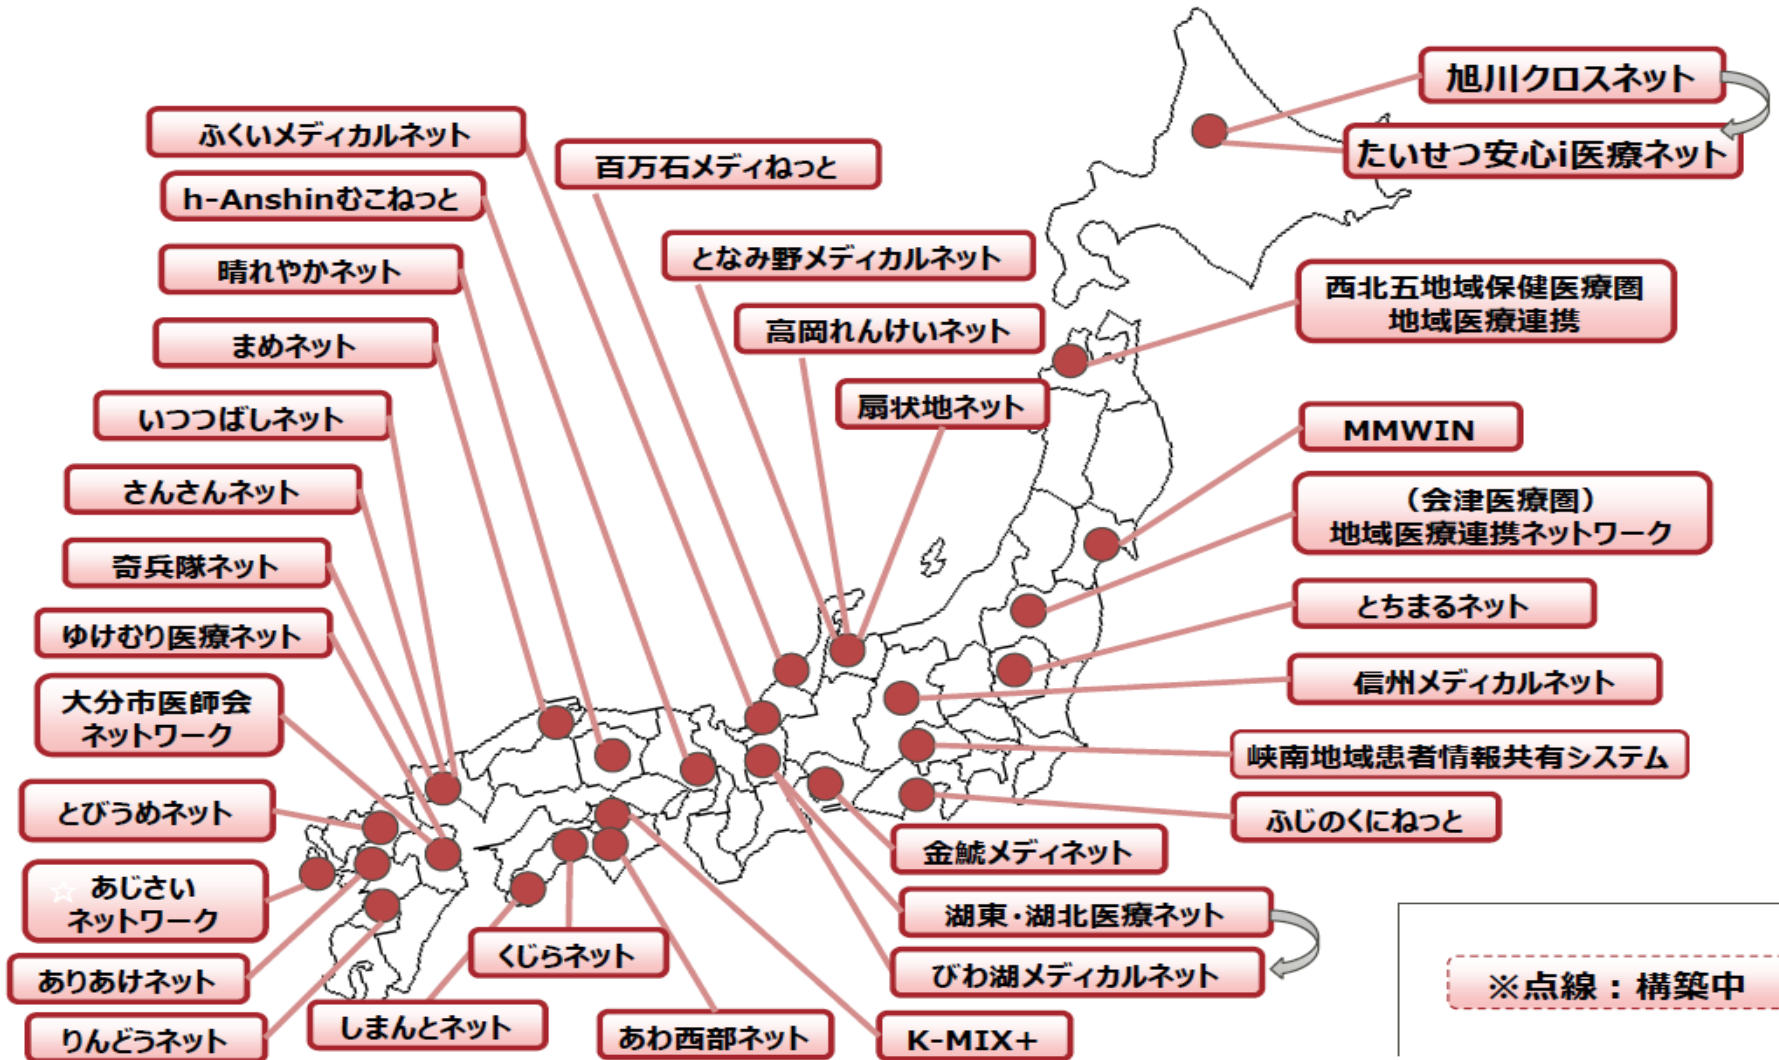 旭川クロスネット
たいせつ安心i医療ネット
ふくいメディカルネット
百万石メディねっと
h-Anshinむこねっと
となみ野メディカルネット
晴れやかネット
西北五地域保健医療圏
地域医療連携
高岡れんけいネット
まめネット
扇状地ネット
いつつばしネット
MMWIN
さんさんネット
（会津医療圏）
地域医療連携ネットワーク
奇兵隊ネット
とちまるネット
ゆけむり医療ネット
信州メディカルネット
大分市医師会
ネットワーク
峡南地域患者情報共有システム
とびうめネット
ふじのくにねっと
金鯱メディネット
☆ あじさい
ネットワーク
湖東・湖北医療ネット
くじらネット
びわ湖メディカルネット
ありあけネット
※点線：構築中
しまんとネット
あわ西部ネット
K-MIX+
りんどうネット